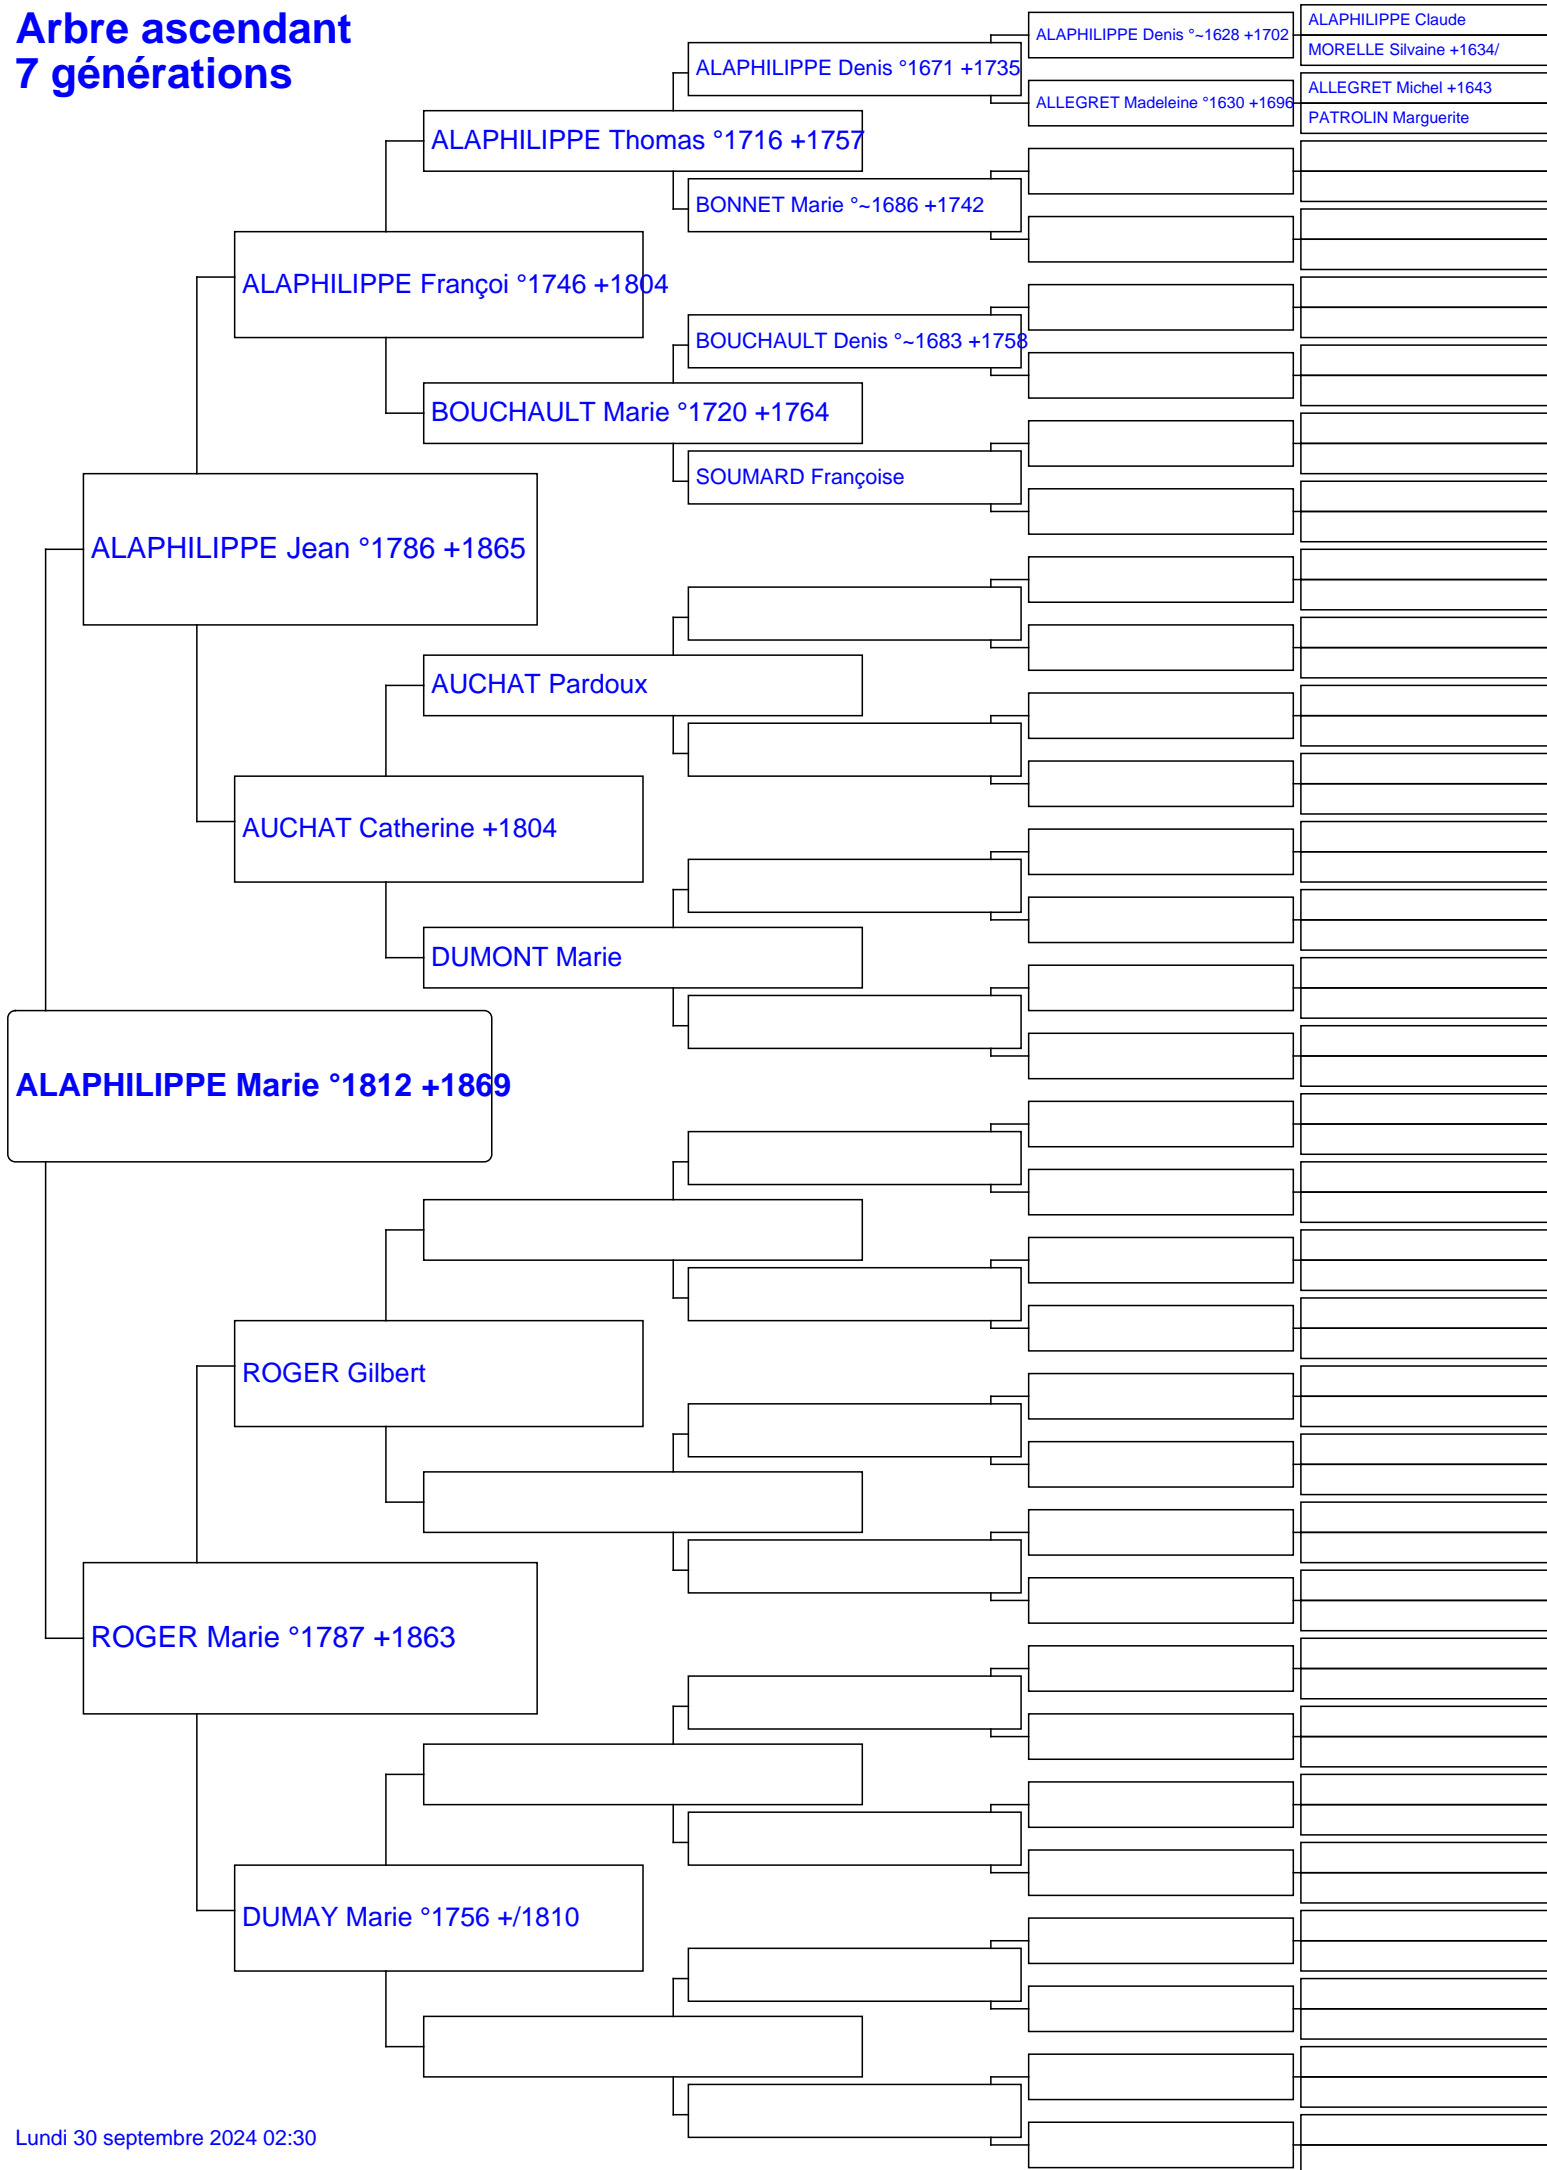 Arbre ascendant
7 générations
ALAPHILIPPE Claude
ALAPHILIPPE Denis °~1628 +1702
MORELLE Silvaine +1634/
ALAPHILIPPE Denis °1671 +1735
ALLEGRET Michel +1643
ALLEGRET Madeleine °1630 +1696
PATROLIN Marguerite
ALAPHILIPPE Thomas °1716 +1757
BONNET Marie °~1686 +1742
ALAPHILIPPE Françoi °1746 +1804
BOUCHAULT Denis °~1683 +1758
BOUCHAULT Marie °1720 +1764
SOUMARD Françoise
ALAPHILIPPE Jean °1786 +1865
AUCHAT Pardoux
AUCHAT Catherine +1804
DUMONT Marie
ALAPHILIPPE Marie °1812 +1869
ROGER Gilbert
ROGER Marie °1787 +1863
DUMAY Marie °1756 +/1810
Lundi 30 septembre 2024 02:30